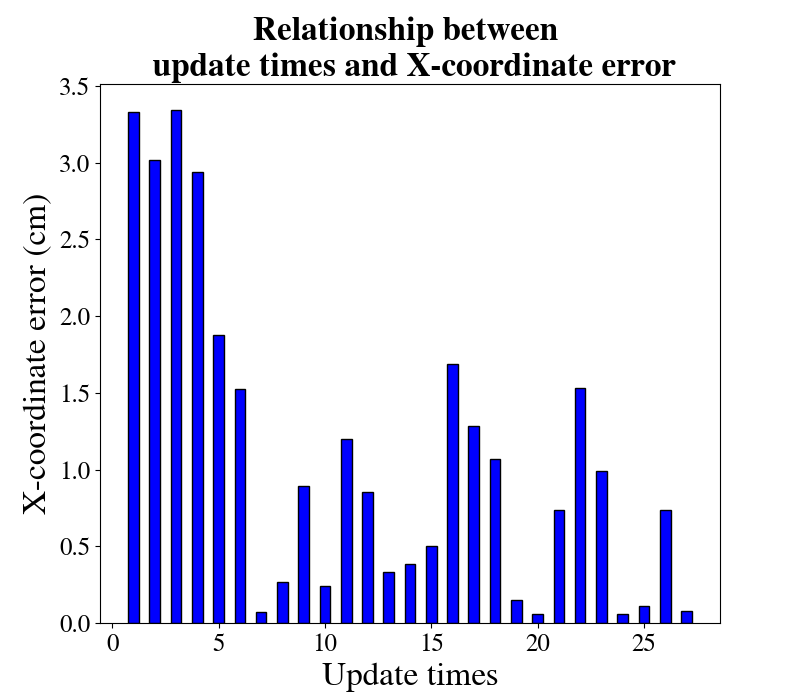 Relationship between
update times and X-coordinate error
X-coordinate error (cm)
3.5
3.0
2.5
2.0
1.5
1.0
0.5
0.0
0 5 10 15 20 25
Update times